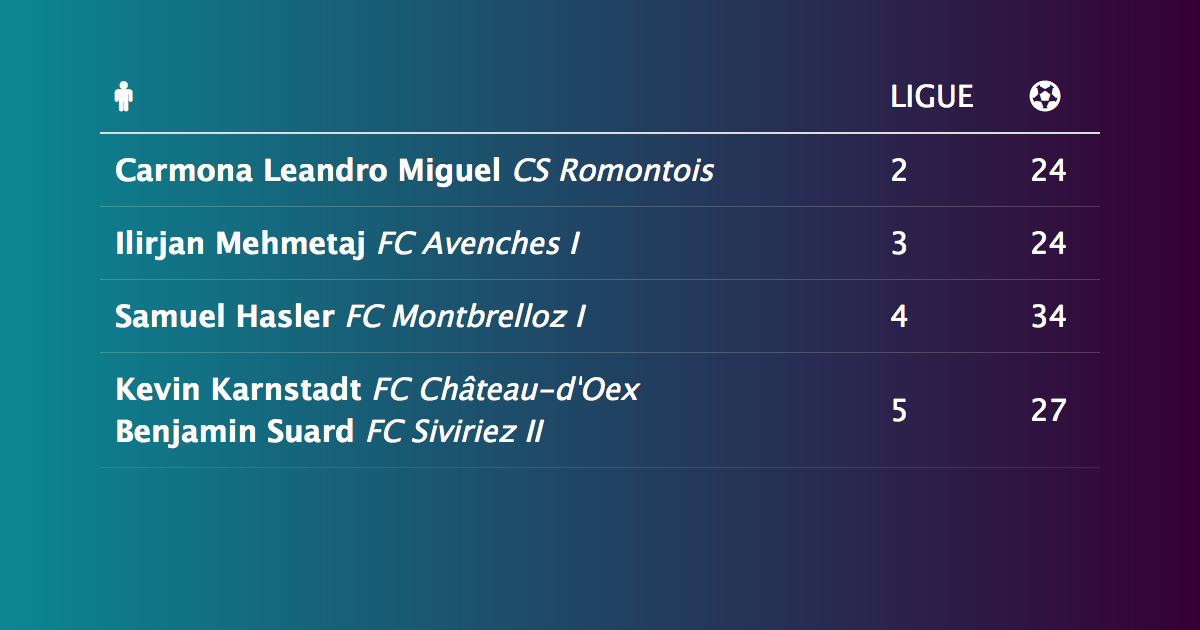 LIGUE
Carmona Leandro Miguel CS Romontois 2 24
Ilirjan Mehmetaj FC Avenches I 3 24
Samuel Hasler FC Montbrelloz I 4 34
Kevin Karnstadt FC Château-d'Oex
Benjamin Suard FC Siviriez II
5 27